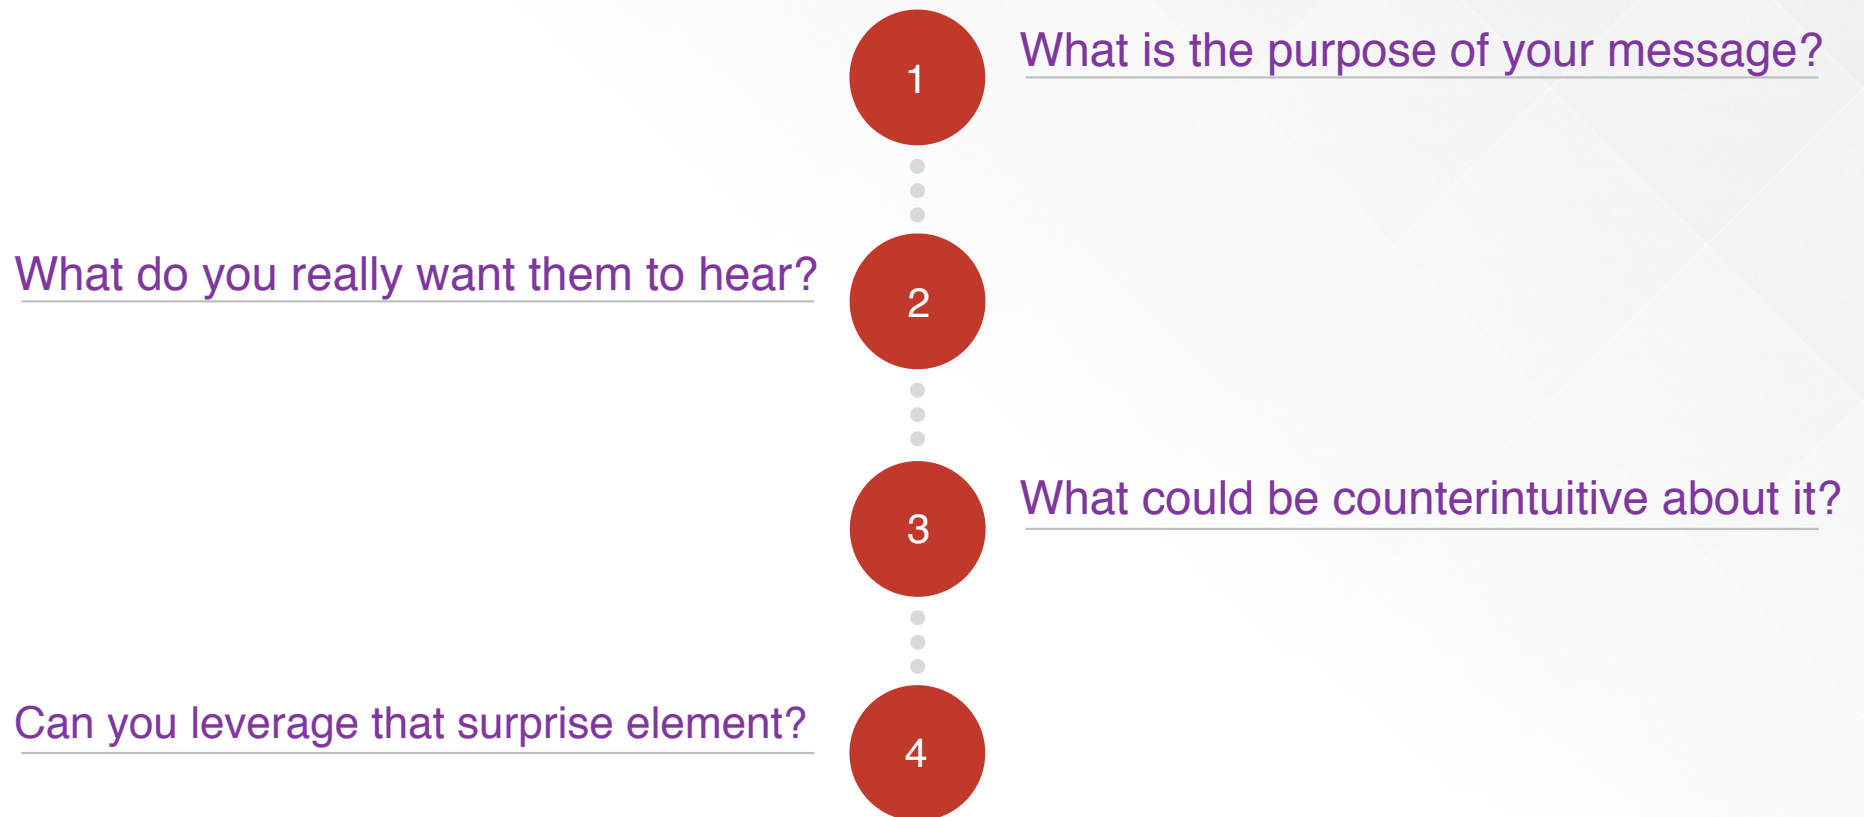 1
What is the purpose of your message?
What do you really want them to hear?
2
3
What could be counterintuitive about it?
Can you leverage that surprise element?
4